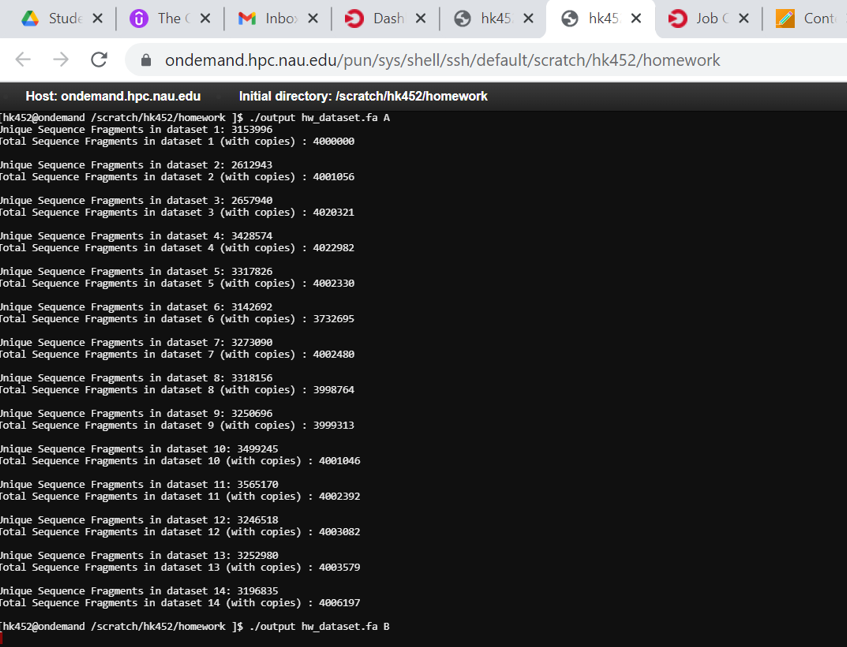 Stude
The C
Inbo
Dash
hk45
hk45
Job C
Cont
ondemand.hpc.nau.edu/pun/sys/shell/ssh/default/scratch/hk452/homework
Host: ondemand.hpc.nau.edu Initial directory: /scratch/hk452/homework
[hk452@ondemand /scratch/hk452/homework ]$ ./output hw_dataset.fa A
Unique Sequence Fragments in dataset 1: 3153996
Total Sequence Fragments in dataset 1 (with copies) : 4000000
Unique Sequence Fragments in dataset 2: 2612943
Total Sequence Fragments in dataset 2 (with copies) : 4001056
Unique Sequence Fragments in dataset 3: 2657940
Total Sequence Fragments in dataset 3 (with copies) : 4020321
Unique Sequence Fragments in dataset 4: 3428574
Total Sequence Fragments in dataset 4 (with copies) : 4022982
Unique Sequence Fragments in dataset 5: 3317826
Total Sequence Fragments in dataset 5 (with copies) : 4002330
Unique Sequence Fragments in dataset 6: 3142692
Total Sequence Fragments in dataset 6 (with copies) : 3732695
Unique Sequence Fragments in dataset 7: 3273090
Total Sequence Fragments in dataset 7 (with copies) : 4002480
Unique Sequence Fragments in dataset 8: 3318156
Total Sequence Fragments in dataset 8 (with copies) : 3998764
Unique Sequence Fragments in dataset 9: 3250696
Total Sequence Fragments in dataset 9 (with copies) : 3999313
Unique Sequence Fragments in dataset 10: 3499245
Total Sequence Fragments in dataset 10 (with copies) : 4001046
Unique Sequence Fragments in dataset 11: 3565170
Total Sequence Fragments in dataset 11 (with copies) : 4002392
Unique Sequence Fragments in dataset 12: 3246518
Total Sequence Fragments in dataset 12 (with copies) : 4003082
Unique Sequence Fragments in dataset 13: 3252980
Total Sequence Fragments in dataset 13 (with copies) : 4003579
Unique Sequence Fragments in dataset 14: 3196835
Total Sequence Fragments in dataset 14 (with copies) : 4006197
[hk452@ondemand /scratch/hk452/homework ]$ ./output hw_dataset.fa B